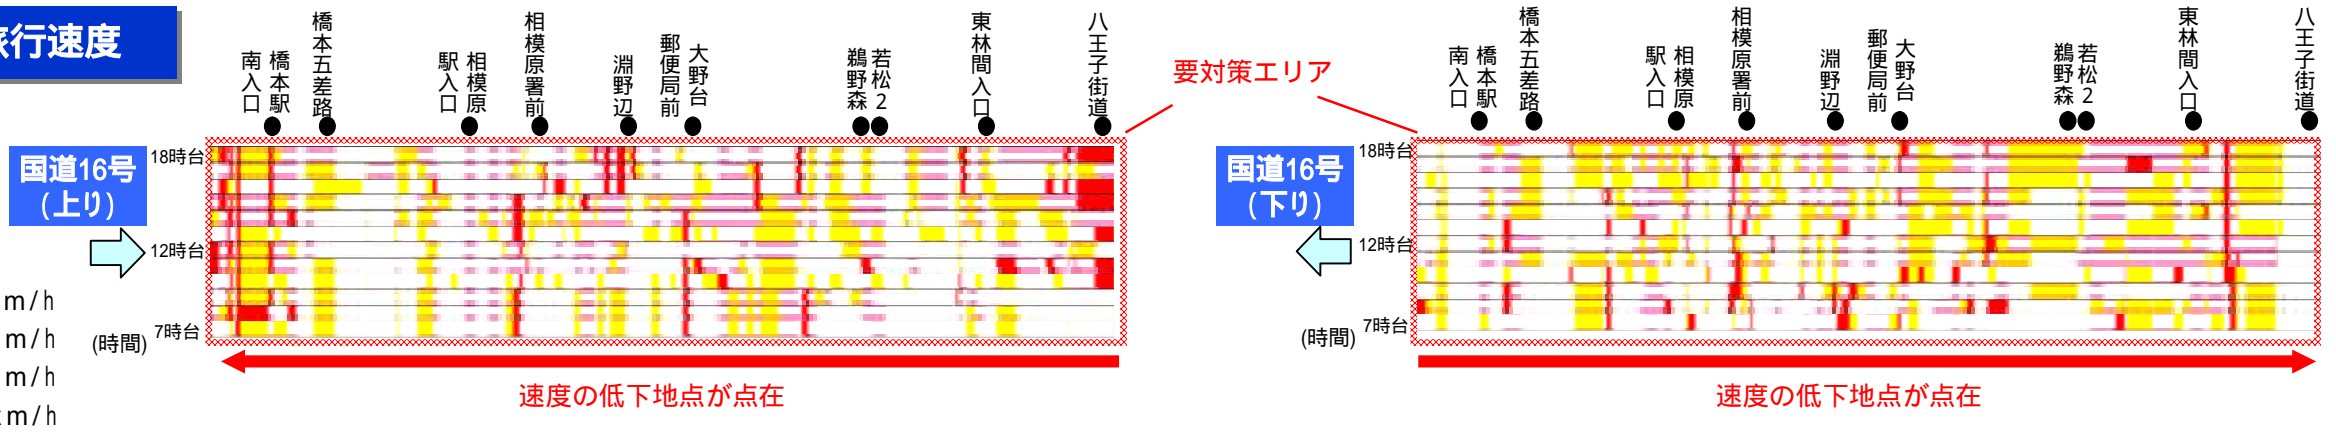 行速度
橋本駅南入口
橋本五差路
相模原駅入口
相模原署前
淵野辺
大野台郵便局前
鵜野森
若松2
東林間入口
八王子街道
国道16号
(上り)
18時台
12時台
7時台
(時間)
m/h
m/h
m/h
m/h
速度の低下地点が点在
要対策エリア
橋本駅南入口
橋本五差路
相模原駅入口
相模原署前
淵野辺
大野台郵便局前
鵜野森
若松2
東林間入口
八王子街道
国道16号
(下り)
18時台
12時台
7時台
(時間)
速度の低下地点が点在